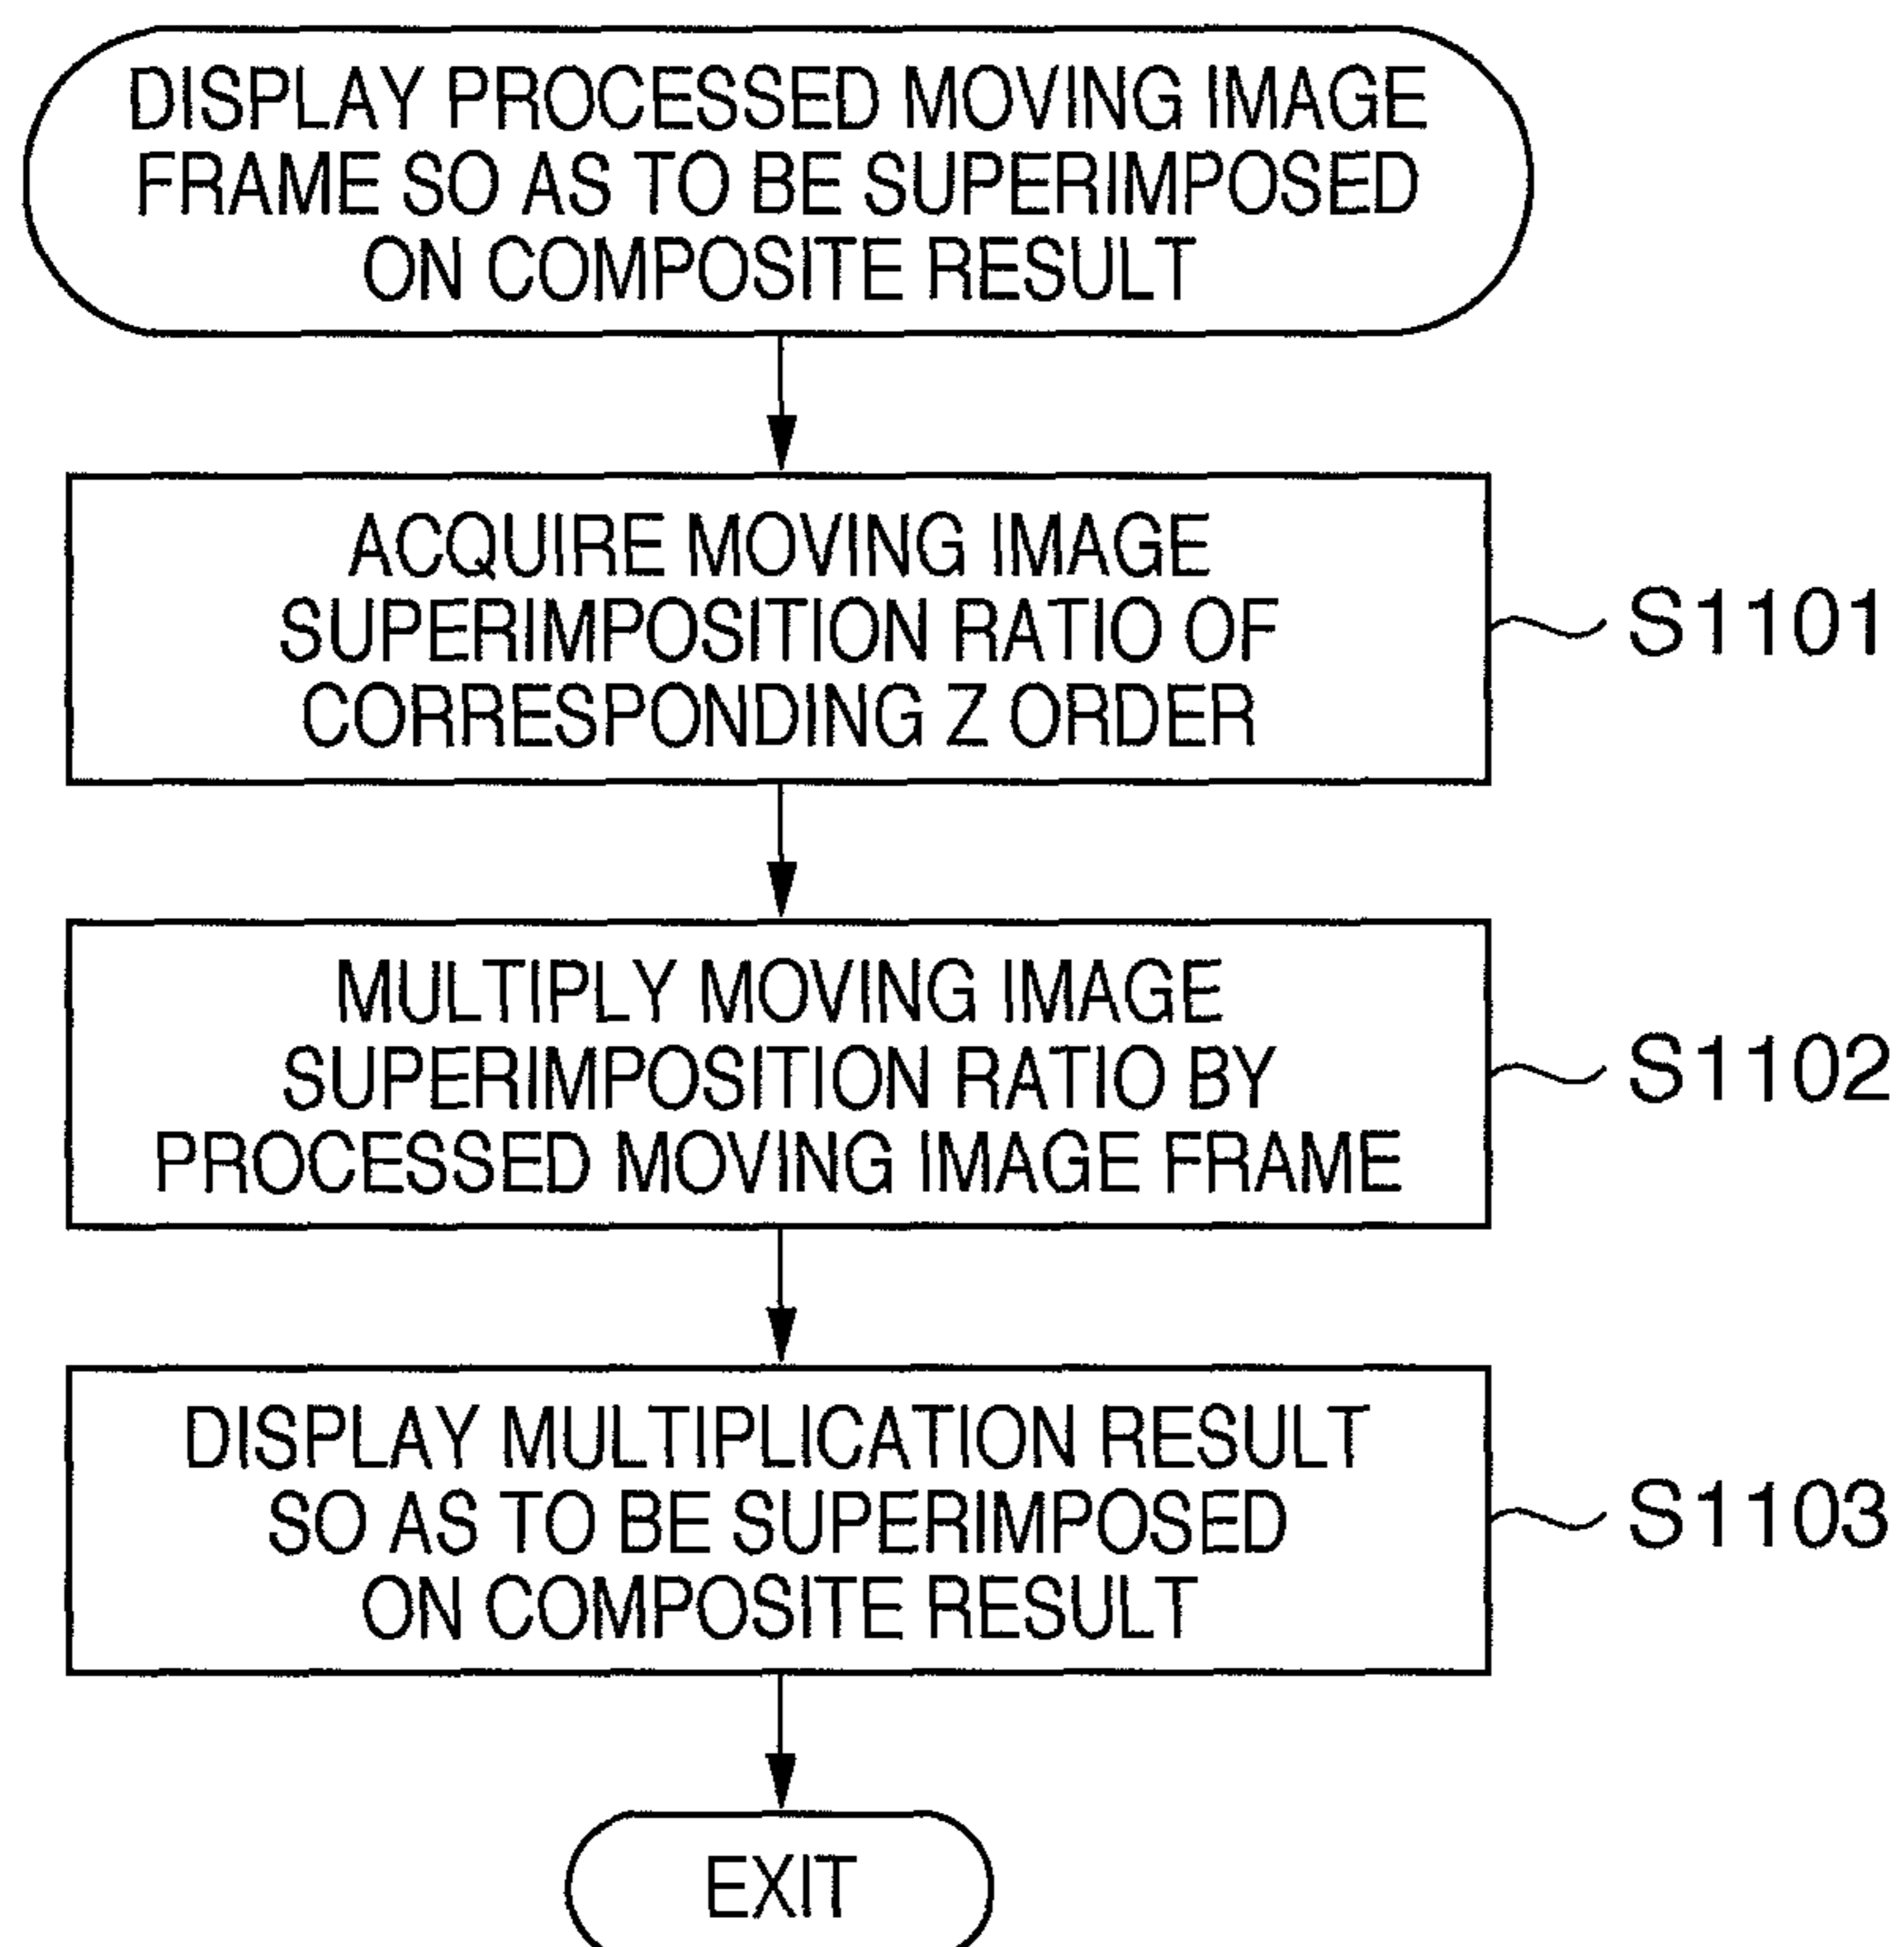 DISPLAY PROCESSED MOVING IMAGE
FRAME SO AS TO BE SUPERIMPOSED
ON COMPOSITE RESULT
ACQUIRE MOVING IMAGE
SUPERIMPOSITION RATIO OF
CORRESPONDING Z ORDER
S1101
MULTIPLY MOVING IMAGE
SUPERIMPOSITION RATIO BY
PROCESSED MOVING IMAGE FRAME
S1102
DISPLAY MULTIPLICATION RESULT
SO AS TO BE SUPERIMPOSED
ON COMPOSITE RESULT
S1103
EXIT